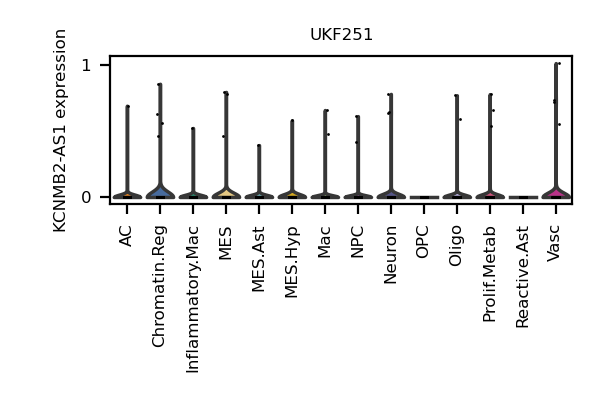 UKF251
KCNMB2-AS1 expression
1
0
AC
Chromatin.Reg
Inflammatory.Mac
MES
MES.Ast
MES.Hyp
Mac
NPC
Neuron
OPC
Oligo
Prolif.Metab
Reactive.Ast
Vasc